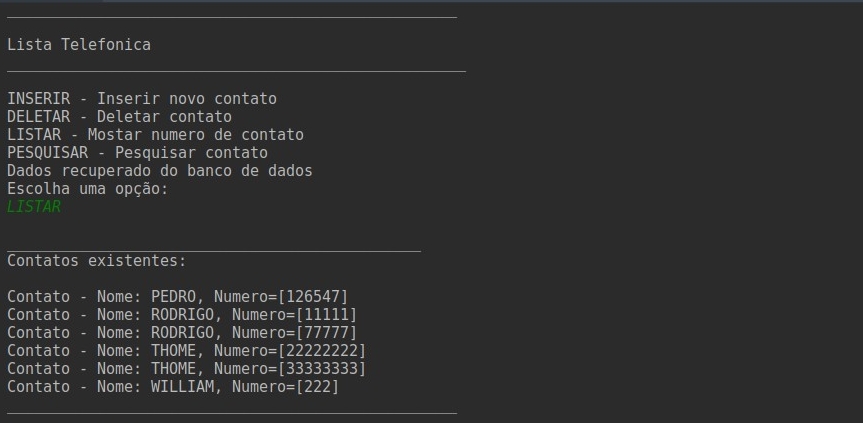 Lista Telefonica
INSERIR - Inserir novo contato
DELETAR - Deletar contato
LISTAR - Mostar numero de contato
PESQUISAR - Pesquisar contato
Dados recuperado do banco de dados
Escolha uma opção:
LISTAR
Contatos existentes:
Contato - Nome: PEDRO, Numero=[126547]
Contato - Nome: RODRIGO, Numero=[11111]
Contato - Nome: RODRIGO, Numero=[77777]
Contato - Nome: THOME, Numero=[22222222]
Contato - Nome: THOME, Numero=[33333333]
Contato - Nome: WILLIAM, Numero=[222]